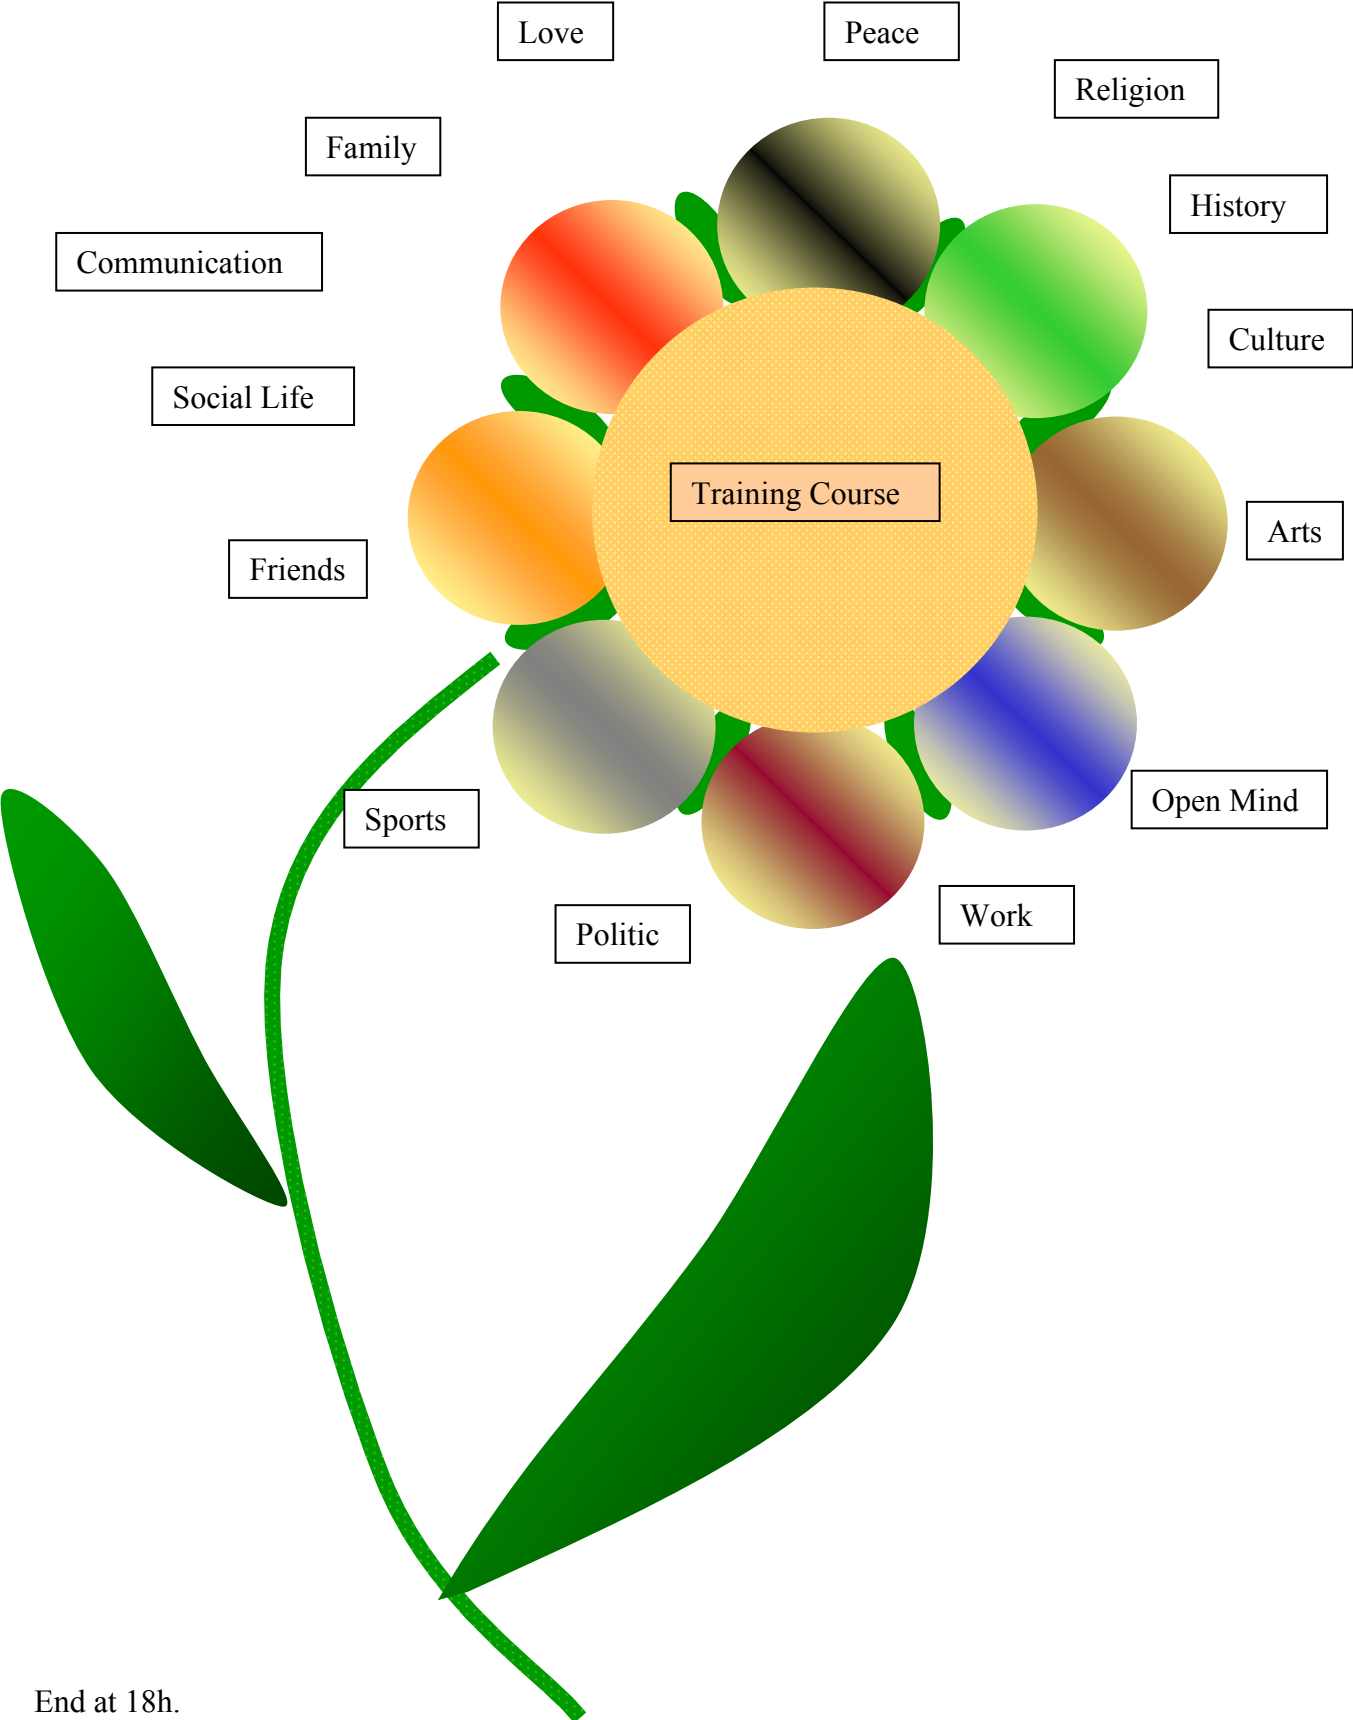 Love
Peace
Religion
Family
History
Communication
Culture
Social Life
Training Course
Arts
Friends
Open Mind
Sports
Work
Politic
End at 18h.